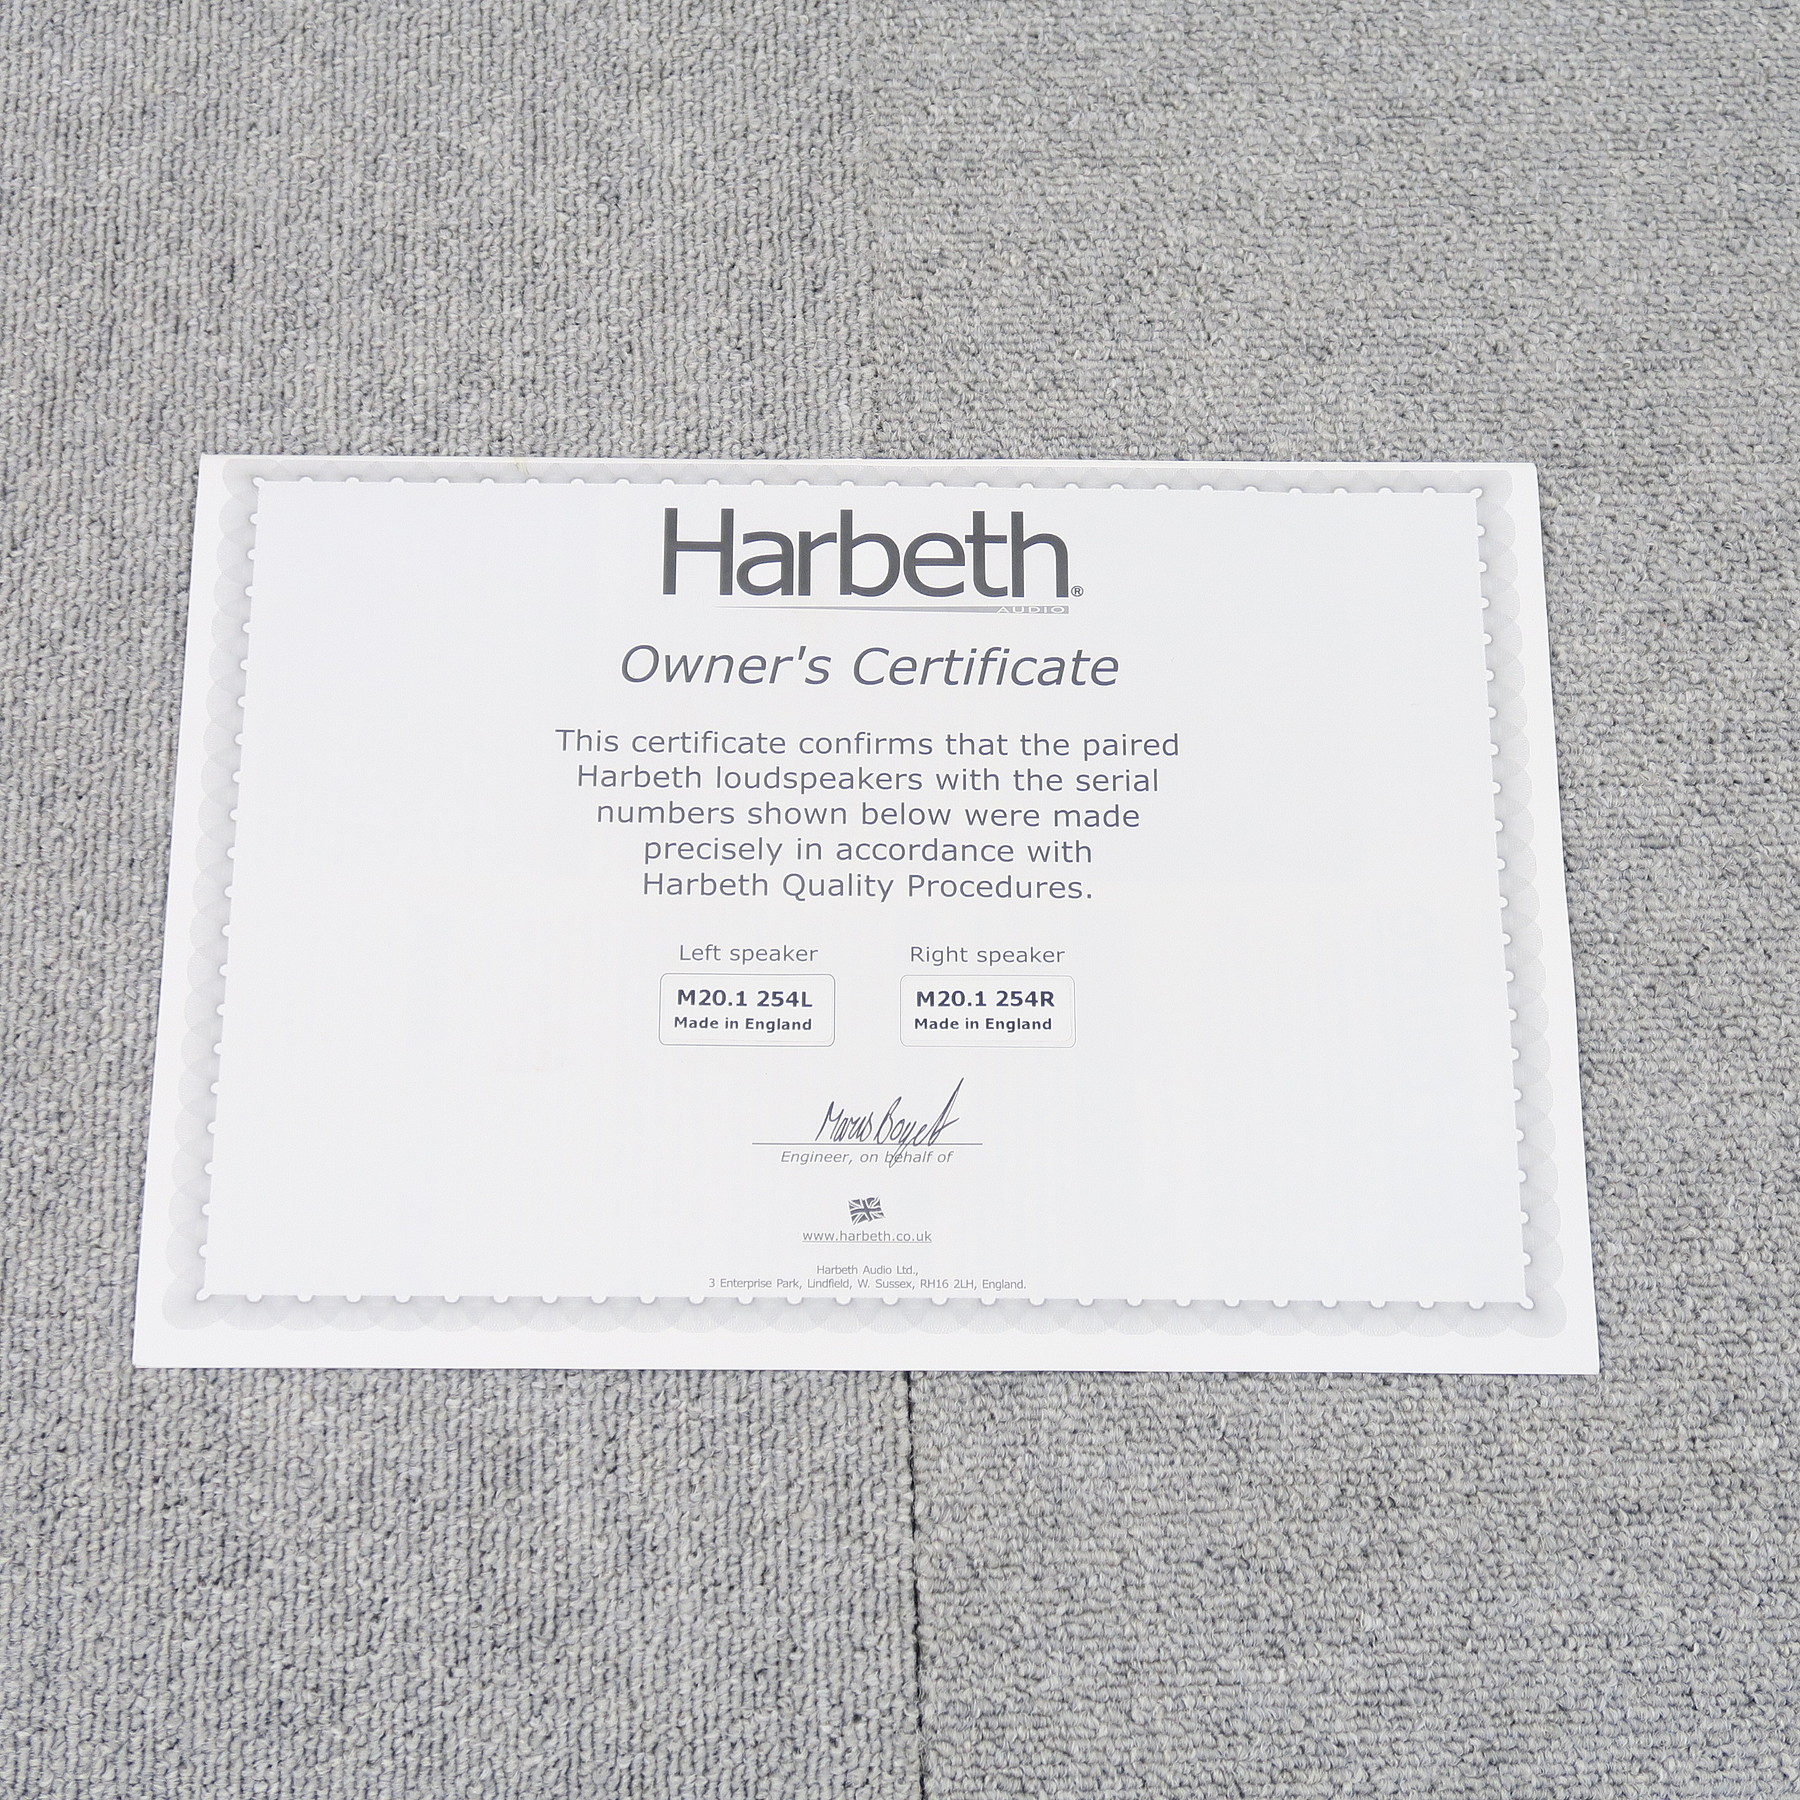 Harbeth®
AUDIO
Owner's Certificate
This certificate confirms that the paired
Harbeth loudspeakers with the serial
numbers shown below were made
precisely in accordance with
Harbeth Quality Procedures.
Left speaker Right speaker
M20.1 254L M20.1 254R
Made in England Made in England
Engineer, on behalf of
www.harbeth.co.uk
Harbeth Audio Ltd.,
3 Enterprise Park, Lindfield, W. Sussex, RH16 2LH, England.